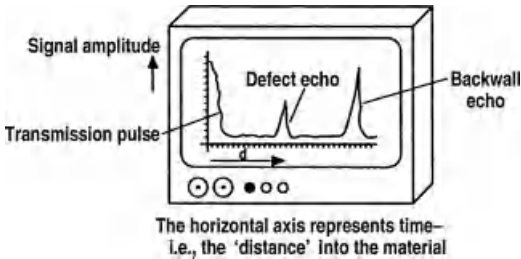 Signal amplitude
Defect echo
Backwall
echo
Transmission pulse
d
The horizontal axis represents time–
i.e., the 'distance' into the material